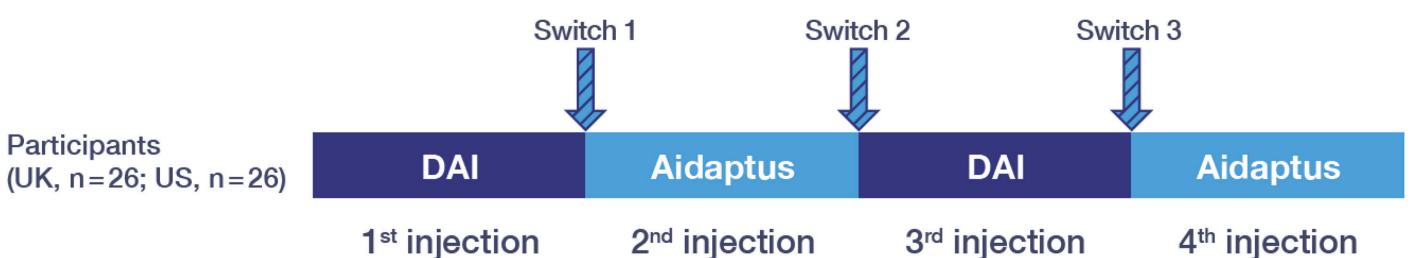 Switch 1
Switch 2
Switch 3
Participants
(UK, n=26; US, n=26)
DAI
Aidaptus
DAI
Aidaptus
1st injection
2nd injection
3rd injection
4th injection